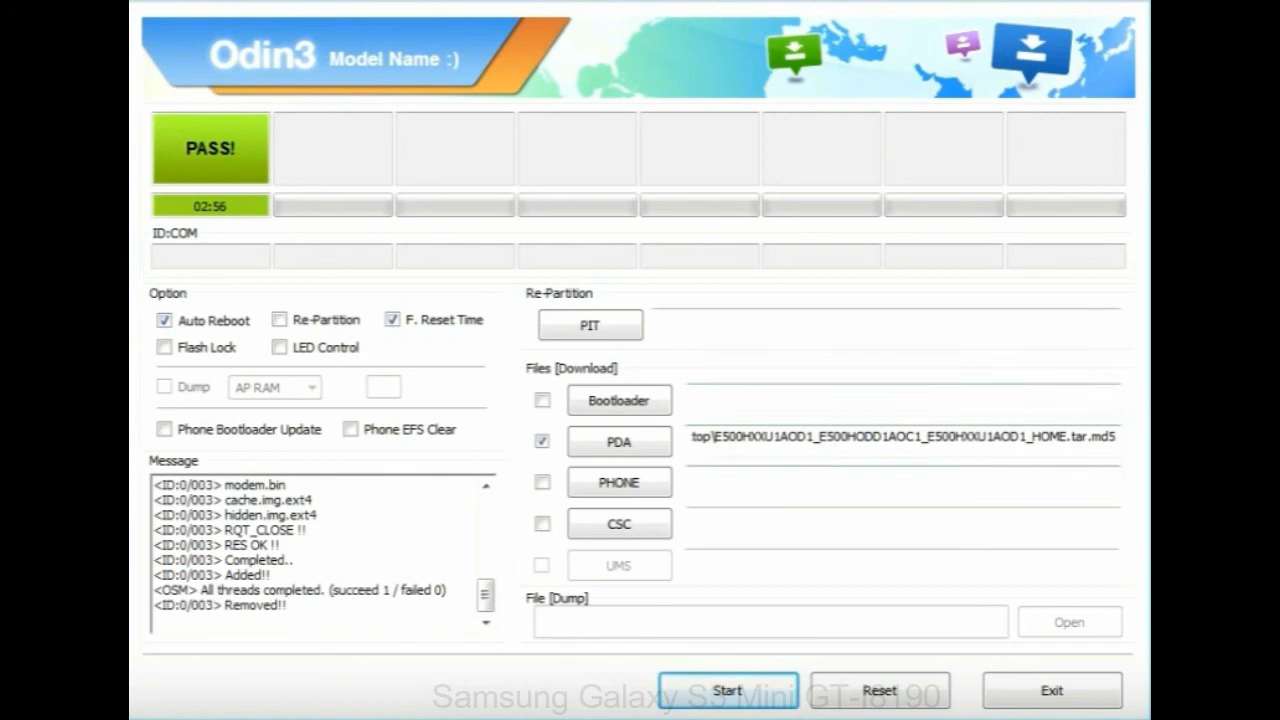 Odin3 Model Name :)
PASS!
02:56
ID:COM
Option
Auto Reboot Re-Partition F. Reset Time
Flash Lock LED Control
Dump AP RAM
Phone Bootloader Update Phone EFS Clear
Message
<ID:0/003> modem.bin
<ID:0/003> cache.img.ext4
<ID:0/003> hidden.img.ext4
<ID:0/003> RQT_CLOSE !!
<ID:0/003> RES OK !!
<ID:0/003> Completed..
<ID:0/003> Added!!
<OSM> All threads completed. (succeed 1 / failed 0)
<ID:0/003> Removed!!
Re-Partition
PIT
Files [Download]
Bootloader
PDA top\E500HXXU1AOD1_E500HODD1AOC1_E500HXXU1AOD1_HOME.tar.md5
PHONE
CSC
UMS
File [Dump]
Open
Start Reset Exit
Samsung Galaxy S3 Mini GT-I8190